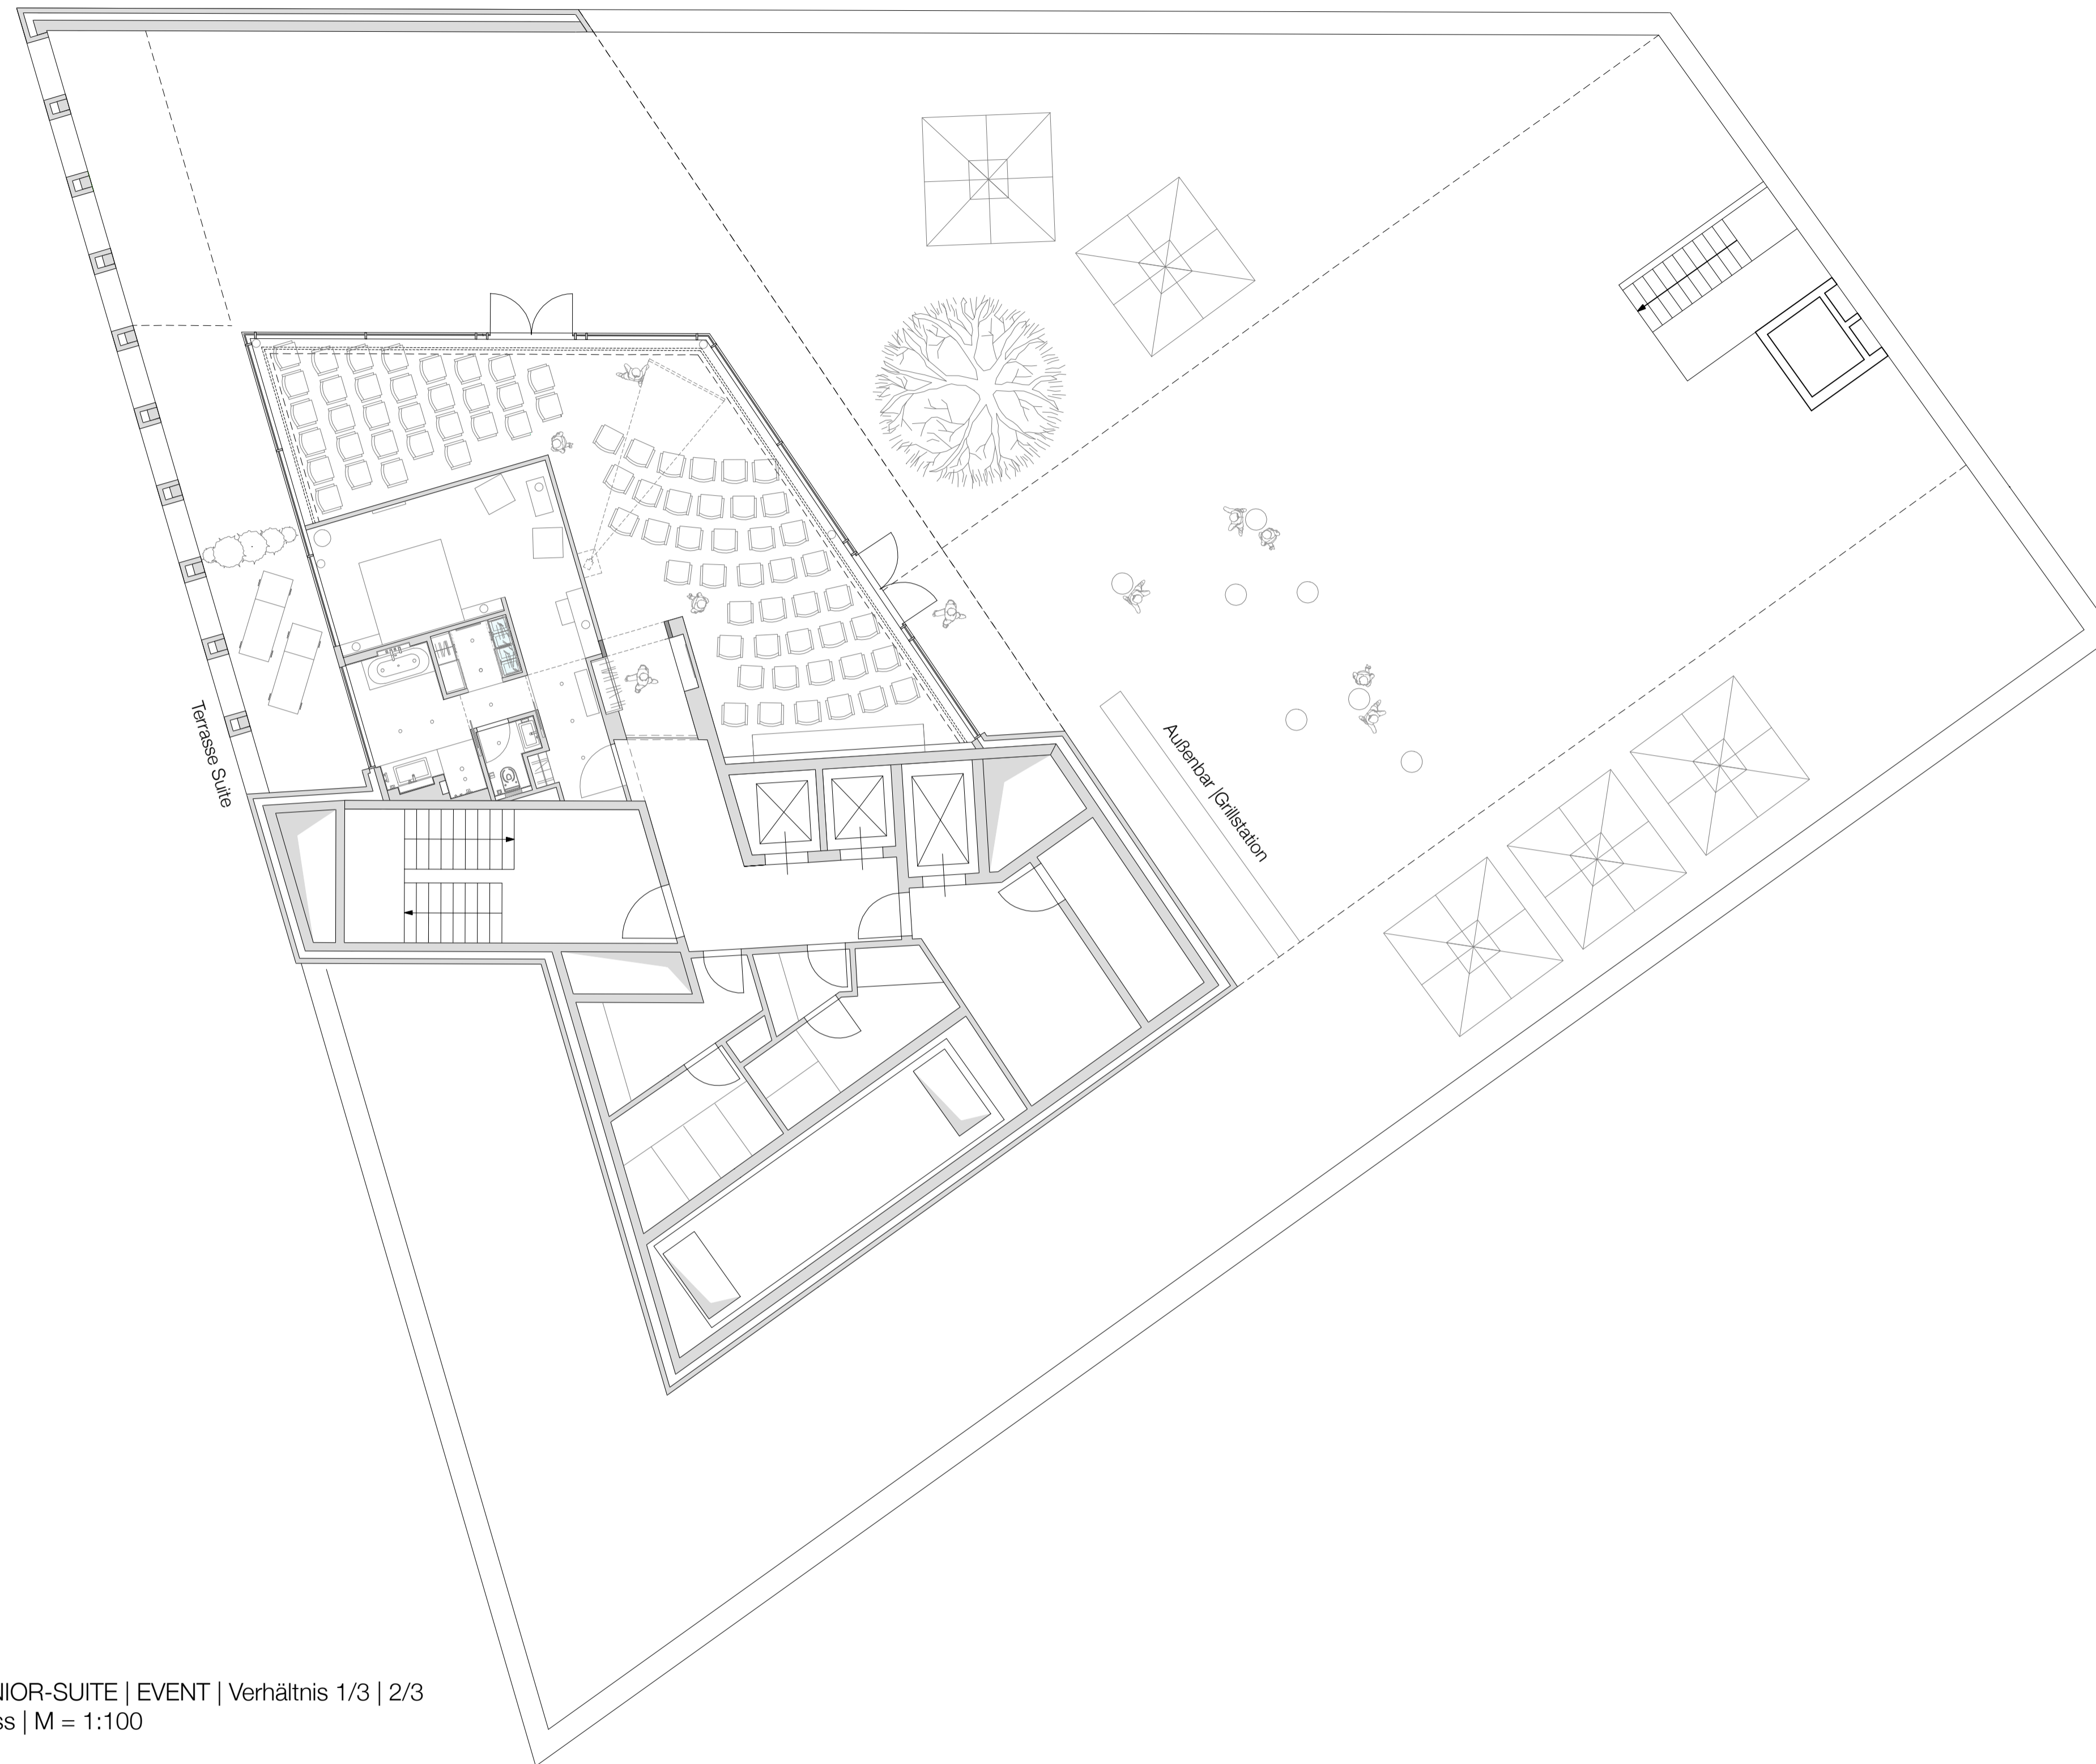 Terrasse Suite
Außenbar |Grillstation
NIOR-SUITE | EVENT | Verhältnis 1/3 | 2/3
ss | M = 1:100